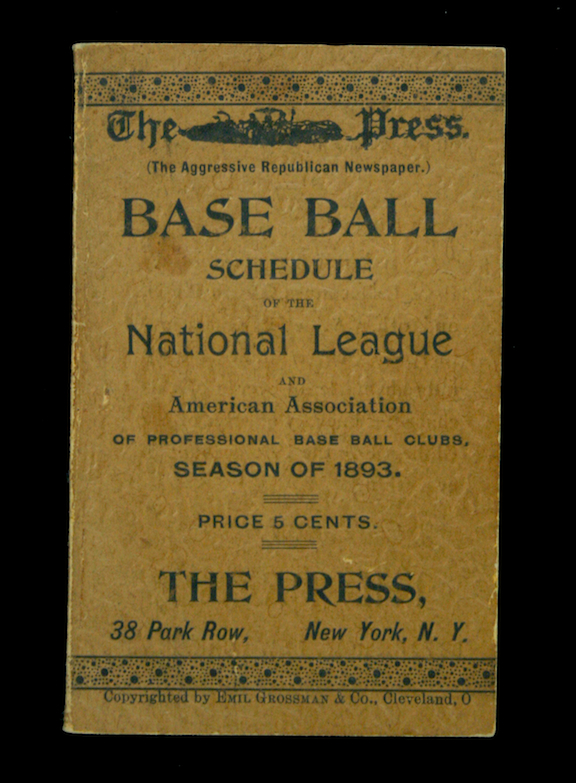 The Press.
(The Aggressive Republican Newspaper.)
BASE BALL
SCHEDULE
OF THE
National League
AND
American Association
OF PROFESSIONAL BASE BALL CLUBS,
SEASON OF 1893.
PRICE 5 CENTS.
THE PRESS,
38 Park Row, New York, N. Y.
Copyrighted by EMIL GROSSMAN & Co., Cleveland, O